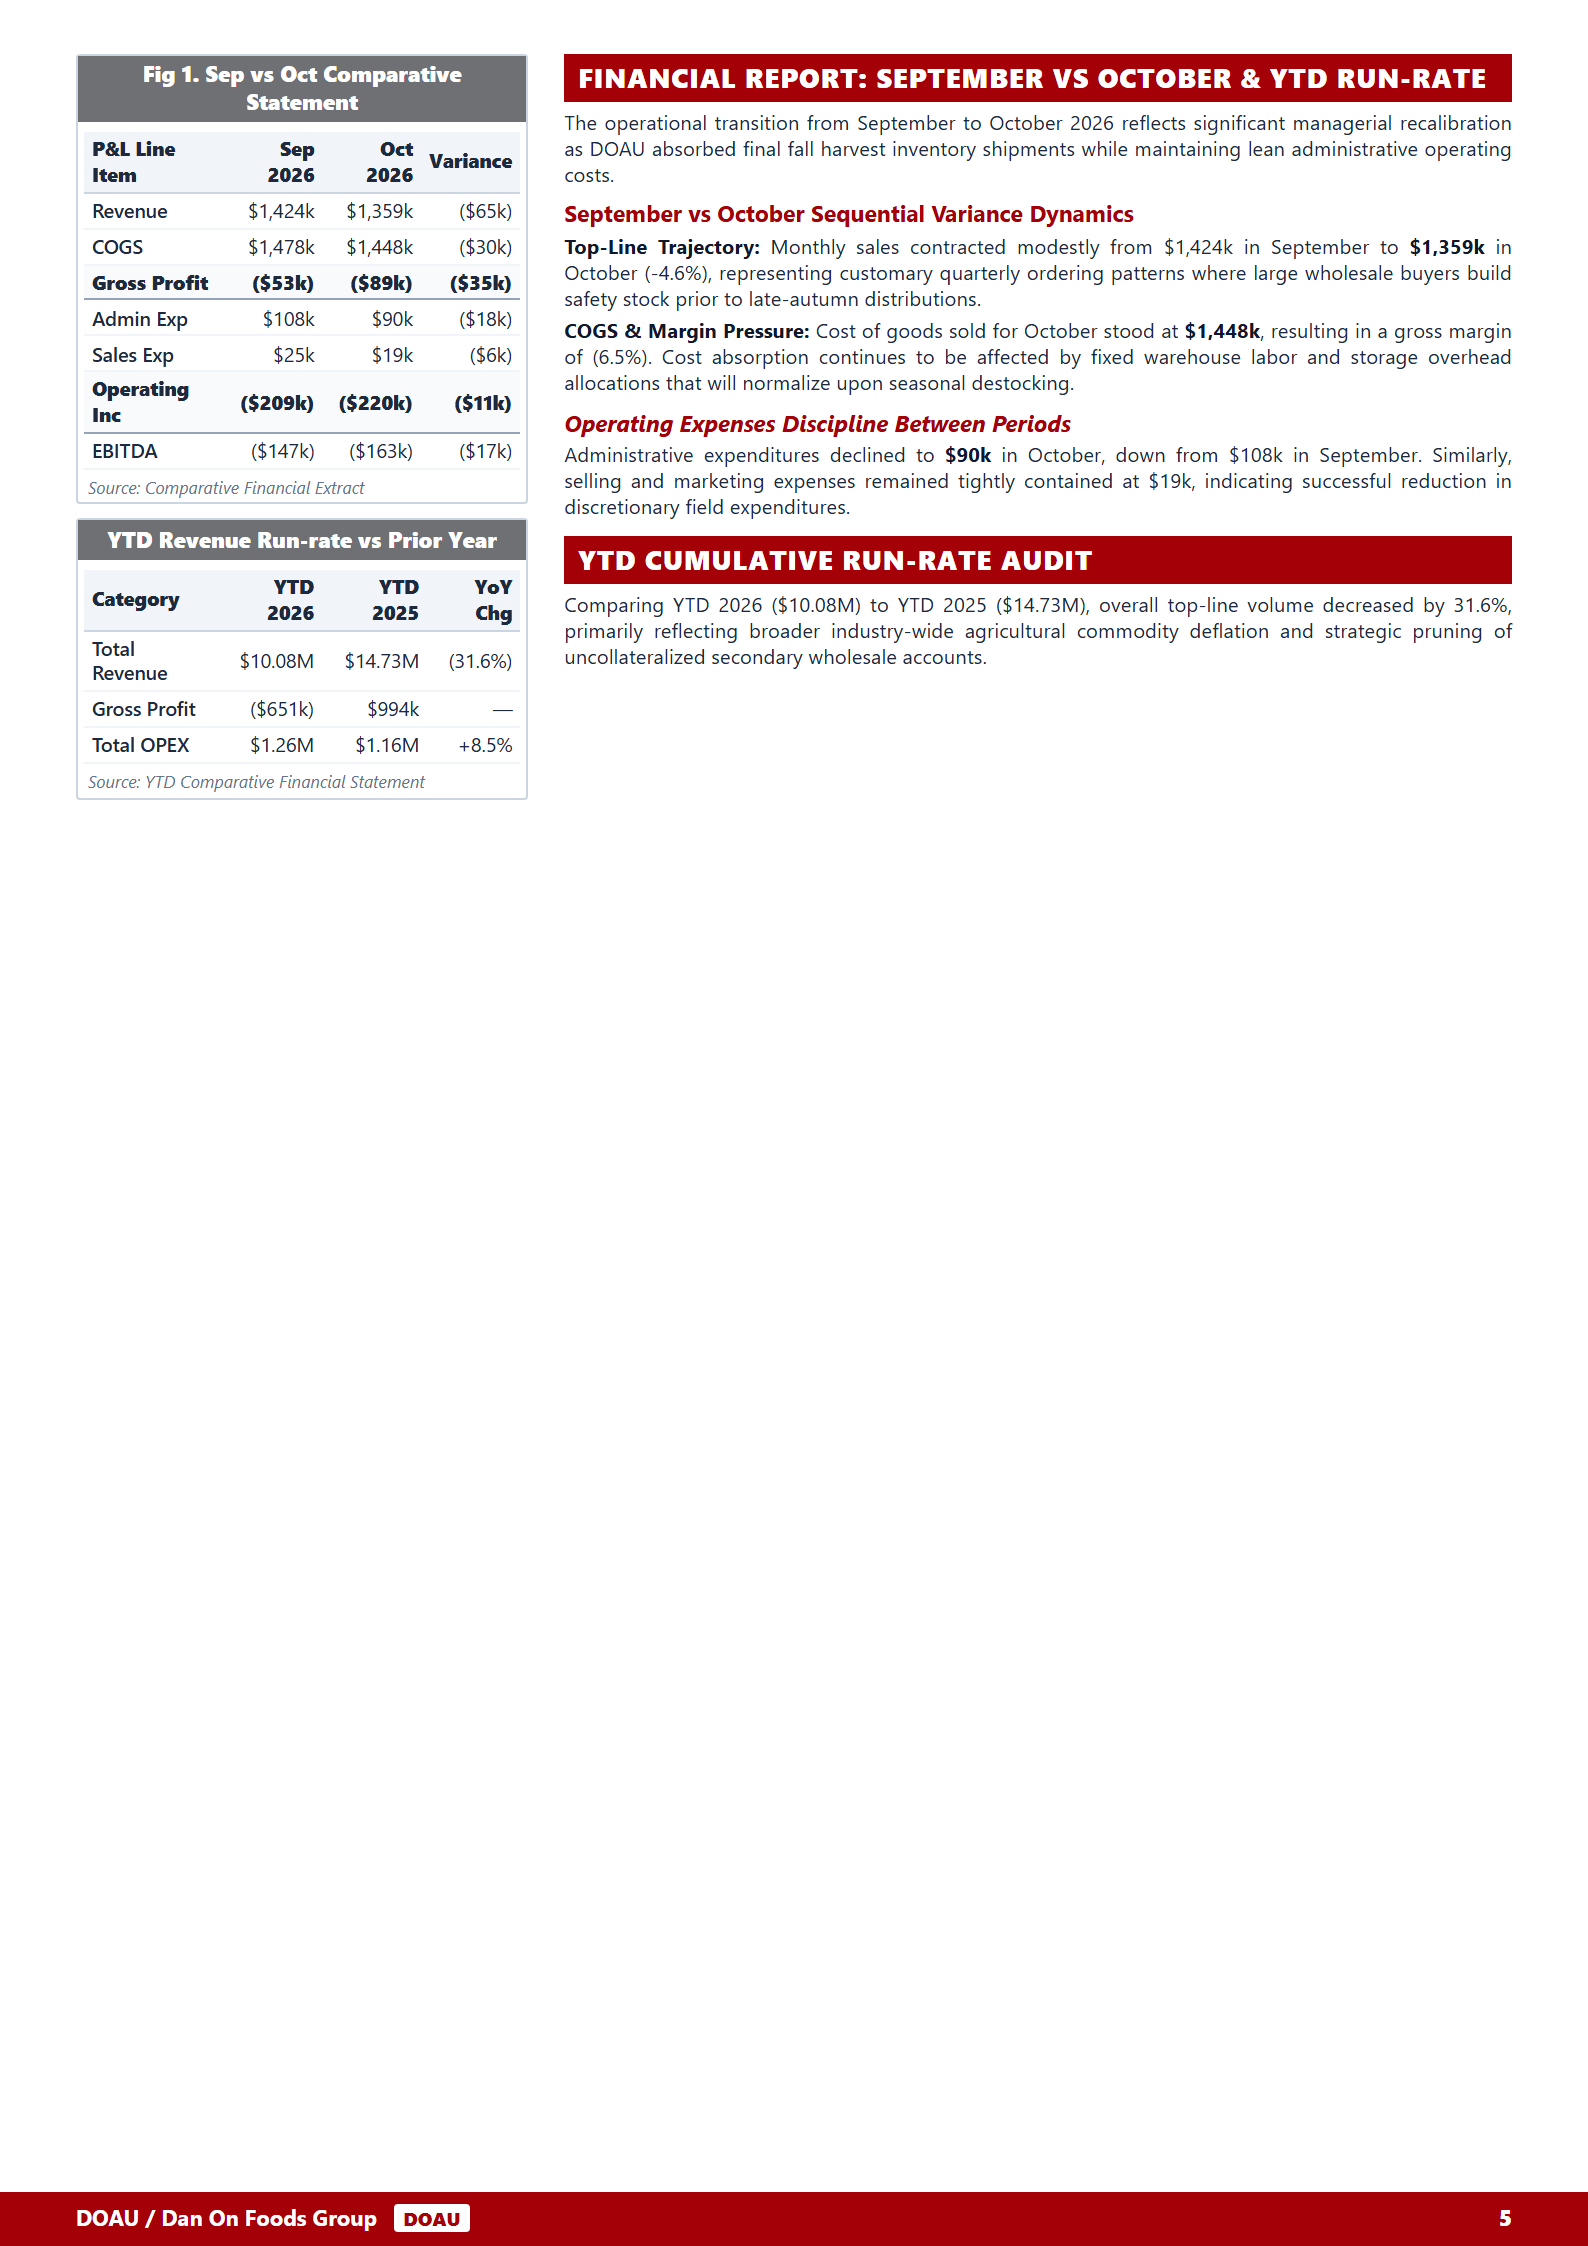 Fig 1. Sep vs Oct Comparative
Statement
P&L Line Item Sep 2026 Oct 2026 Variance
Revenue $1,424k $1,359k ($65k)
COGS $1,478k $1,448k ($30k)
Gross Profit ($53k) ($89k) ($35k)
Admin Exp $108k $90k ($18k)
Sales Exp $25k $19k ($6k)
Operating Inc ($209k) ($220k) ($11k)
EBITDA ($147k) ($163k) ($17k)
Source: Comparative Financial Extract
YTD Revenue Run-rate vs Prior Year
Category YTD 2026 YTD 2025 YoY Chg
Total Revenue $10.08M $14.73M (31.6%)
Gross Profit ($651k) $994k —
Total OPEX $1.26M $1.16M +8.5%
Source: YTD Comparative Financial Statement
FINANCIAL REPORT: SEPTEMBER VS OCTOBER & YTD RUN-RATE
The operational transition from September to October 2026 reflects significant managerial recalibration
as DOAU absorbed final fall harvest inventory shipments while maintaining lean administrative operating
costs.
September vs October Sequential Variance Dynamics
Top-Line Trajectory: Monthly sales contracted modestly from $1,424k in September to $1,359k in
October (-4.6%), representing customary quarterly ordering patterns where large wholesale buyers build
safety stock prior to late-autumn distributions.
COGS & Margin Pressure: Cost of goods sold for October stood at $1,448k, resulting in a gross margin
of (6.5%). Cost absorption continues to be affected by fixed warehouse labor and storage overhead
allocations that will normalize upon seasonal destocking.
Operating Expenses Discipline Between Periods
Administrative expenditures declined to $90k in October, down from $108k in September. Similarly,
selling and marketing expenses remained tightly contained at $19k, indicating successful reduction in
discretionary field expenditures.
YTD CUMULATIVE RUN-RATE AUDIT
Comparing YTD 2026 ($10.08M) to YTD 2025 ($14.73M), overall top-line volume decreased by 31.6%,
primarily reflecting broader industry-wide agricultural commodity deflation and strategic pruning of
uncollateralized secondary wholesale accounts.
DOAU / Dan On Foods Group DOAU 5